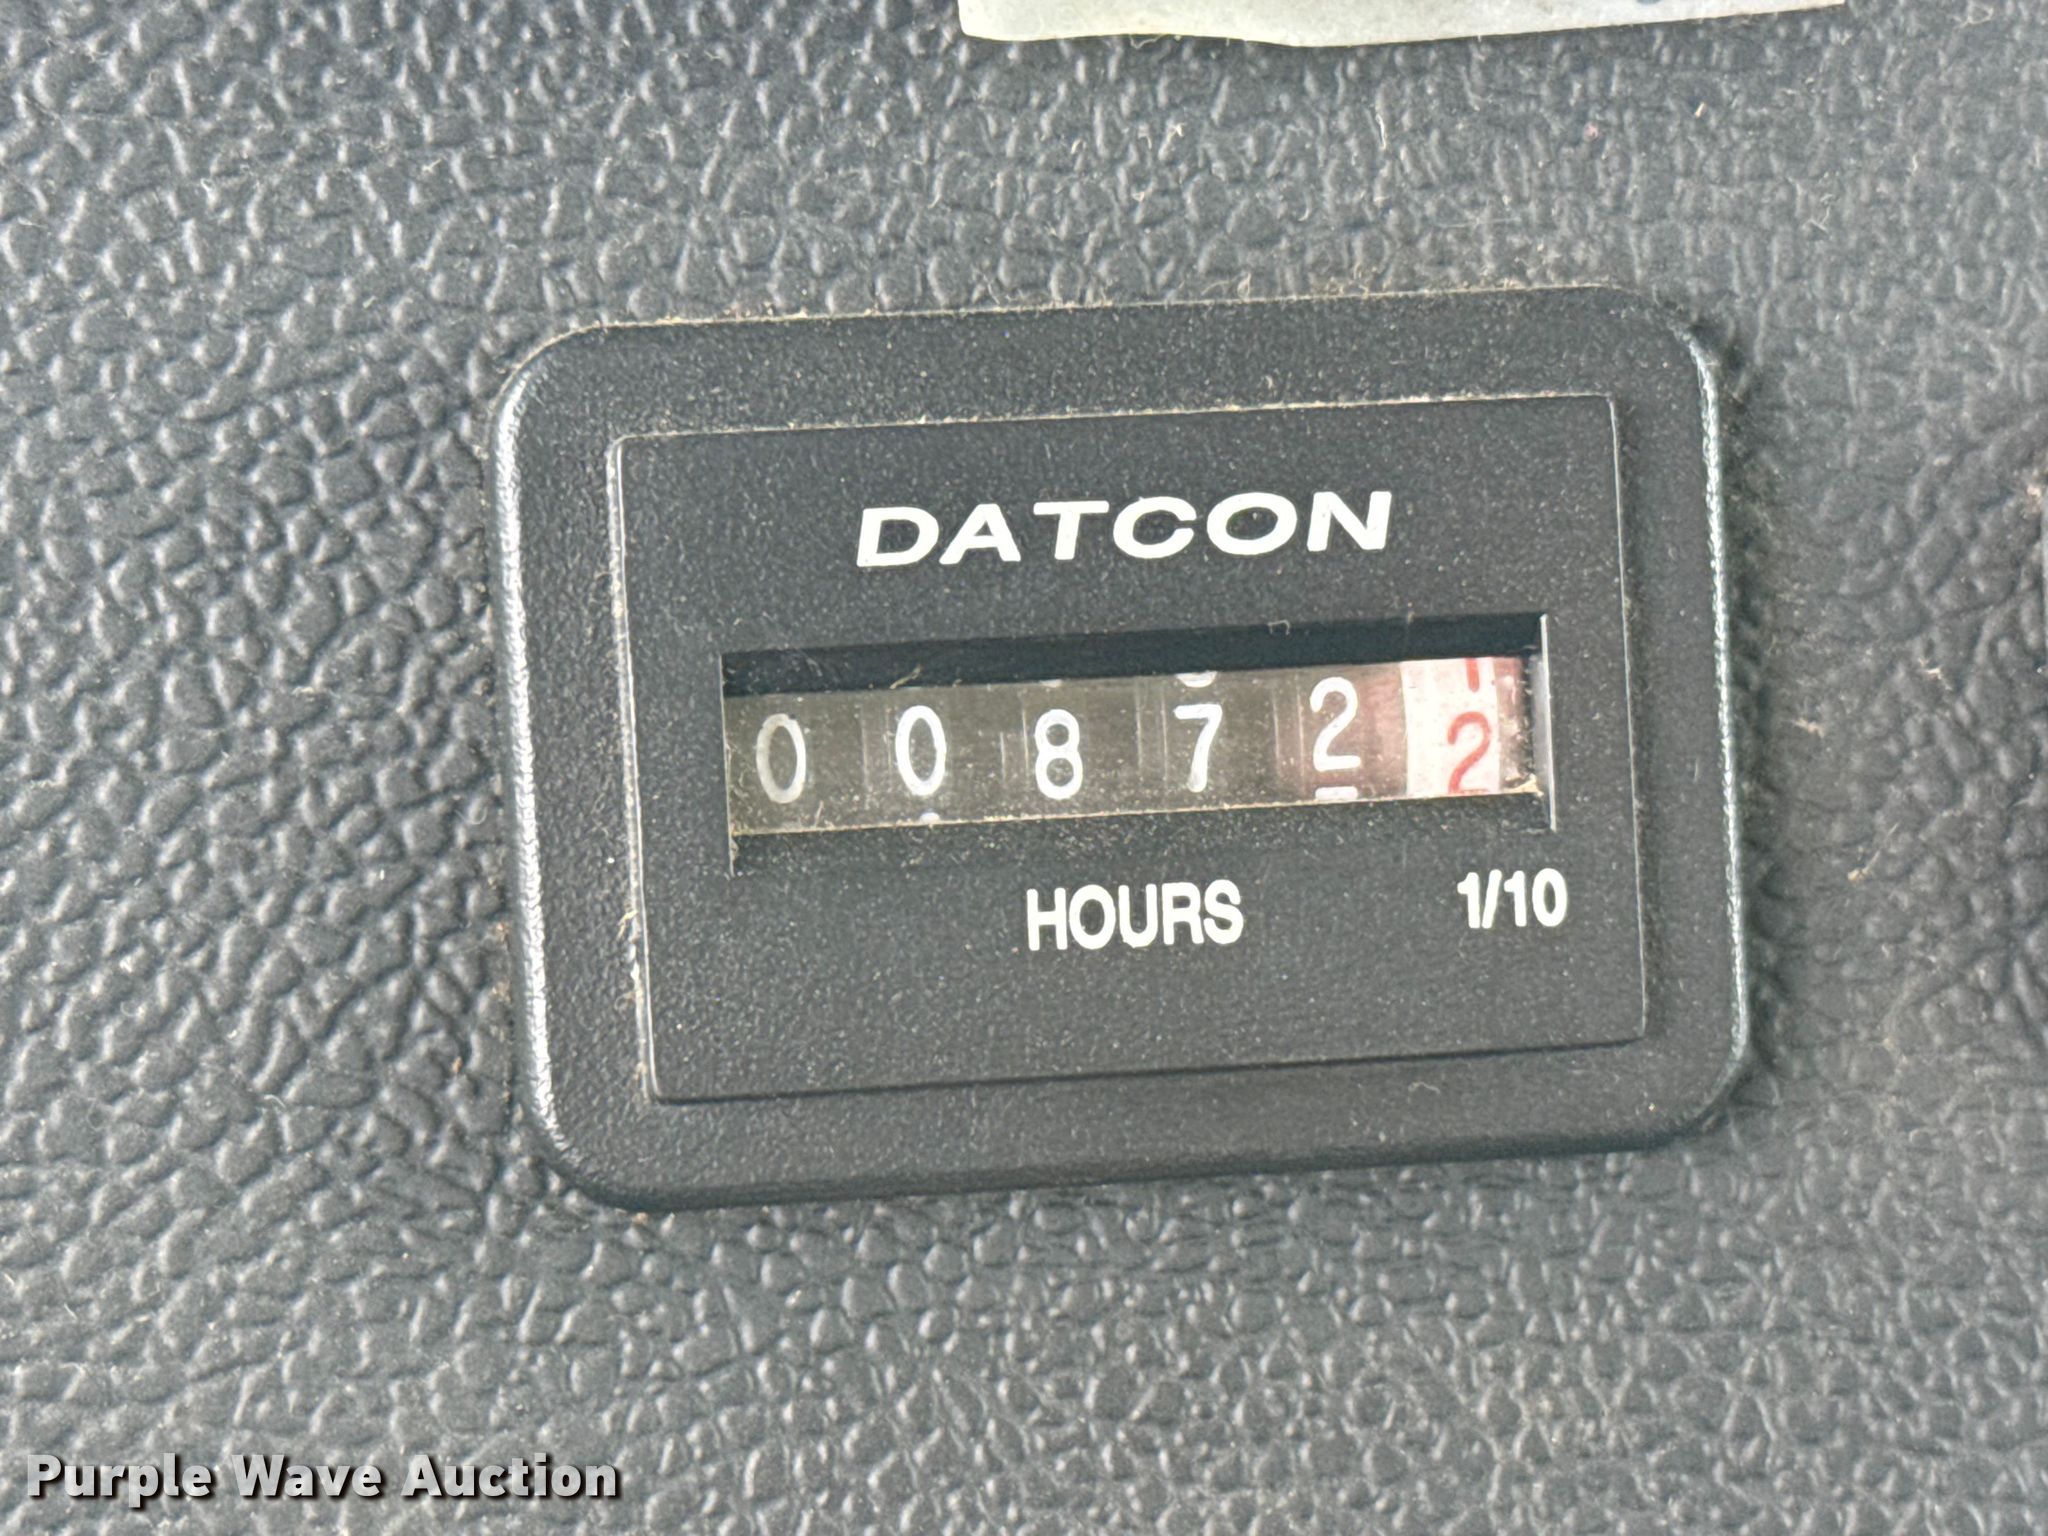 DATCON
0 0 8 7 2 2
HOURS 1/10
Purple Wave Auction